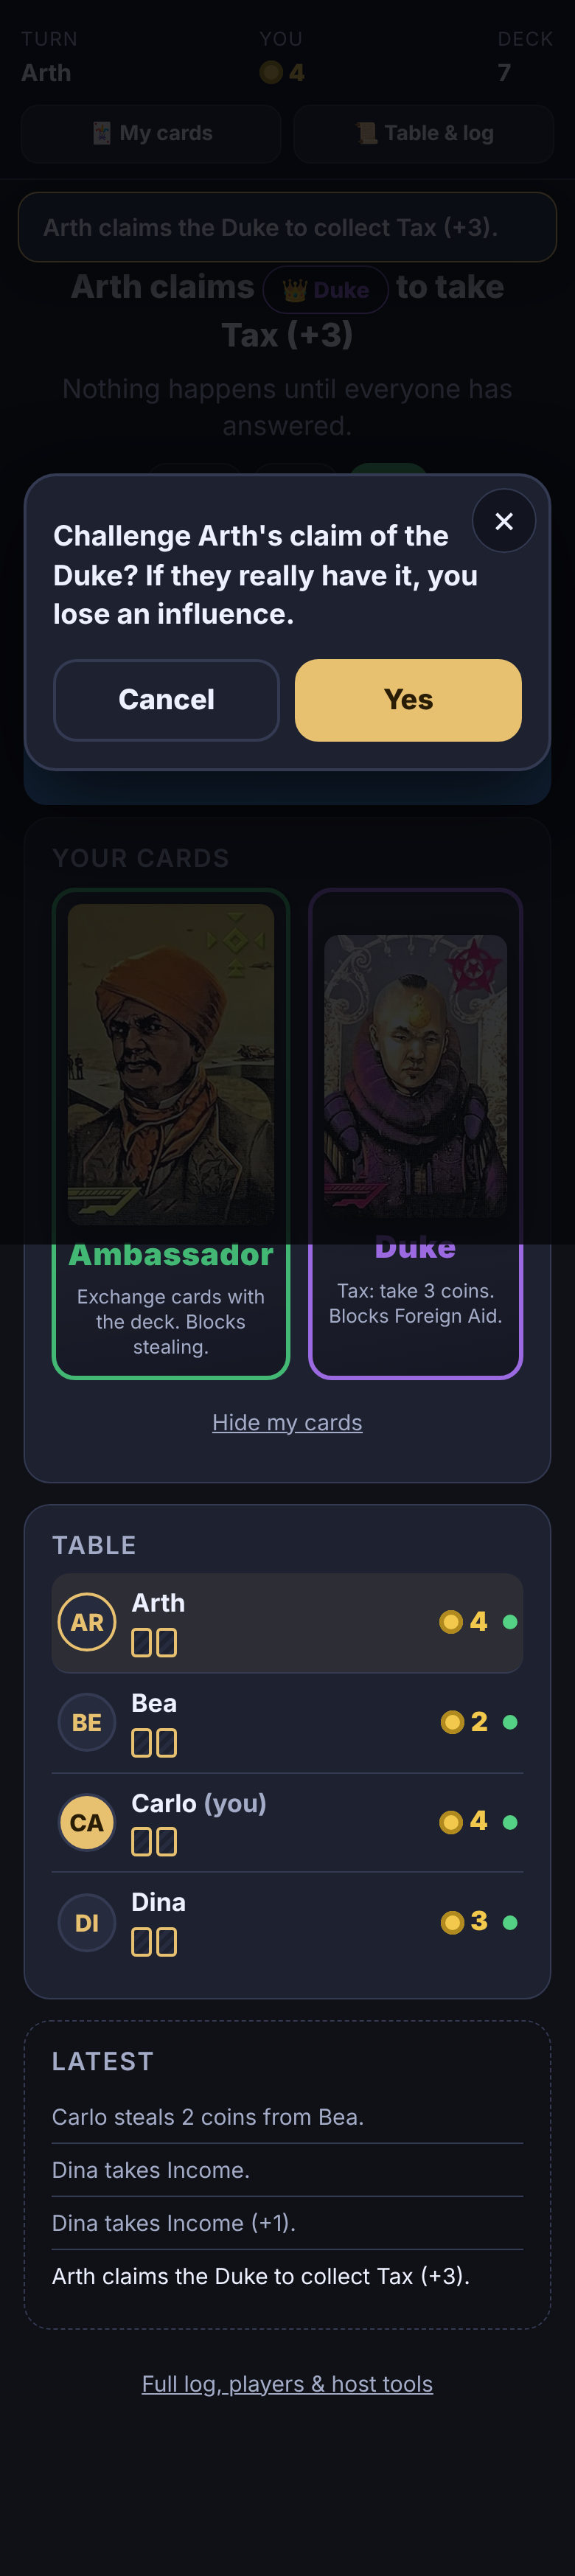 TURN
YOU
DECK
Arth
4
7
🃏 My cards
📜 Table & log
Arth claims the Duke to collect Tax (+3).
Arth claims 👑 Duke to take
Tax (+3)
Nothing happens until everyone has
answered.
Challenge Arth's claim of the
Duke? If they really have it, you
lose an influence.
✕
Cancel
Yes
YOUR CARDS
Ambassador
Exchange cards with
the deck. Blocks
stealing.
Duke
Tax: take 3 coins.
Blocks Foreign Aid.
Hide my cards
TABLE
AR
Arth
4
BE
Bea
2
CA
Carlo (you)
4
DI
Dina
3
LATEST
Carlo steals 2 coins from Bea.
Dina takes Income.
Dina takes Income (+1).
Arth claims the Duke to collect Tax (+3).
Full log, players & host tools